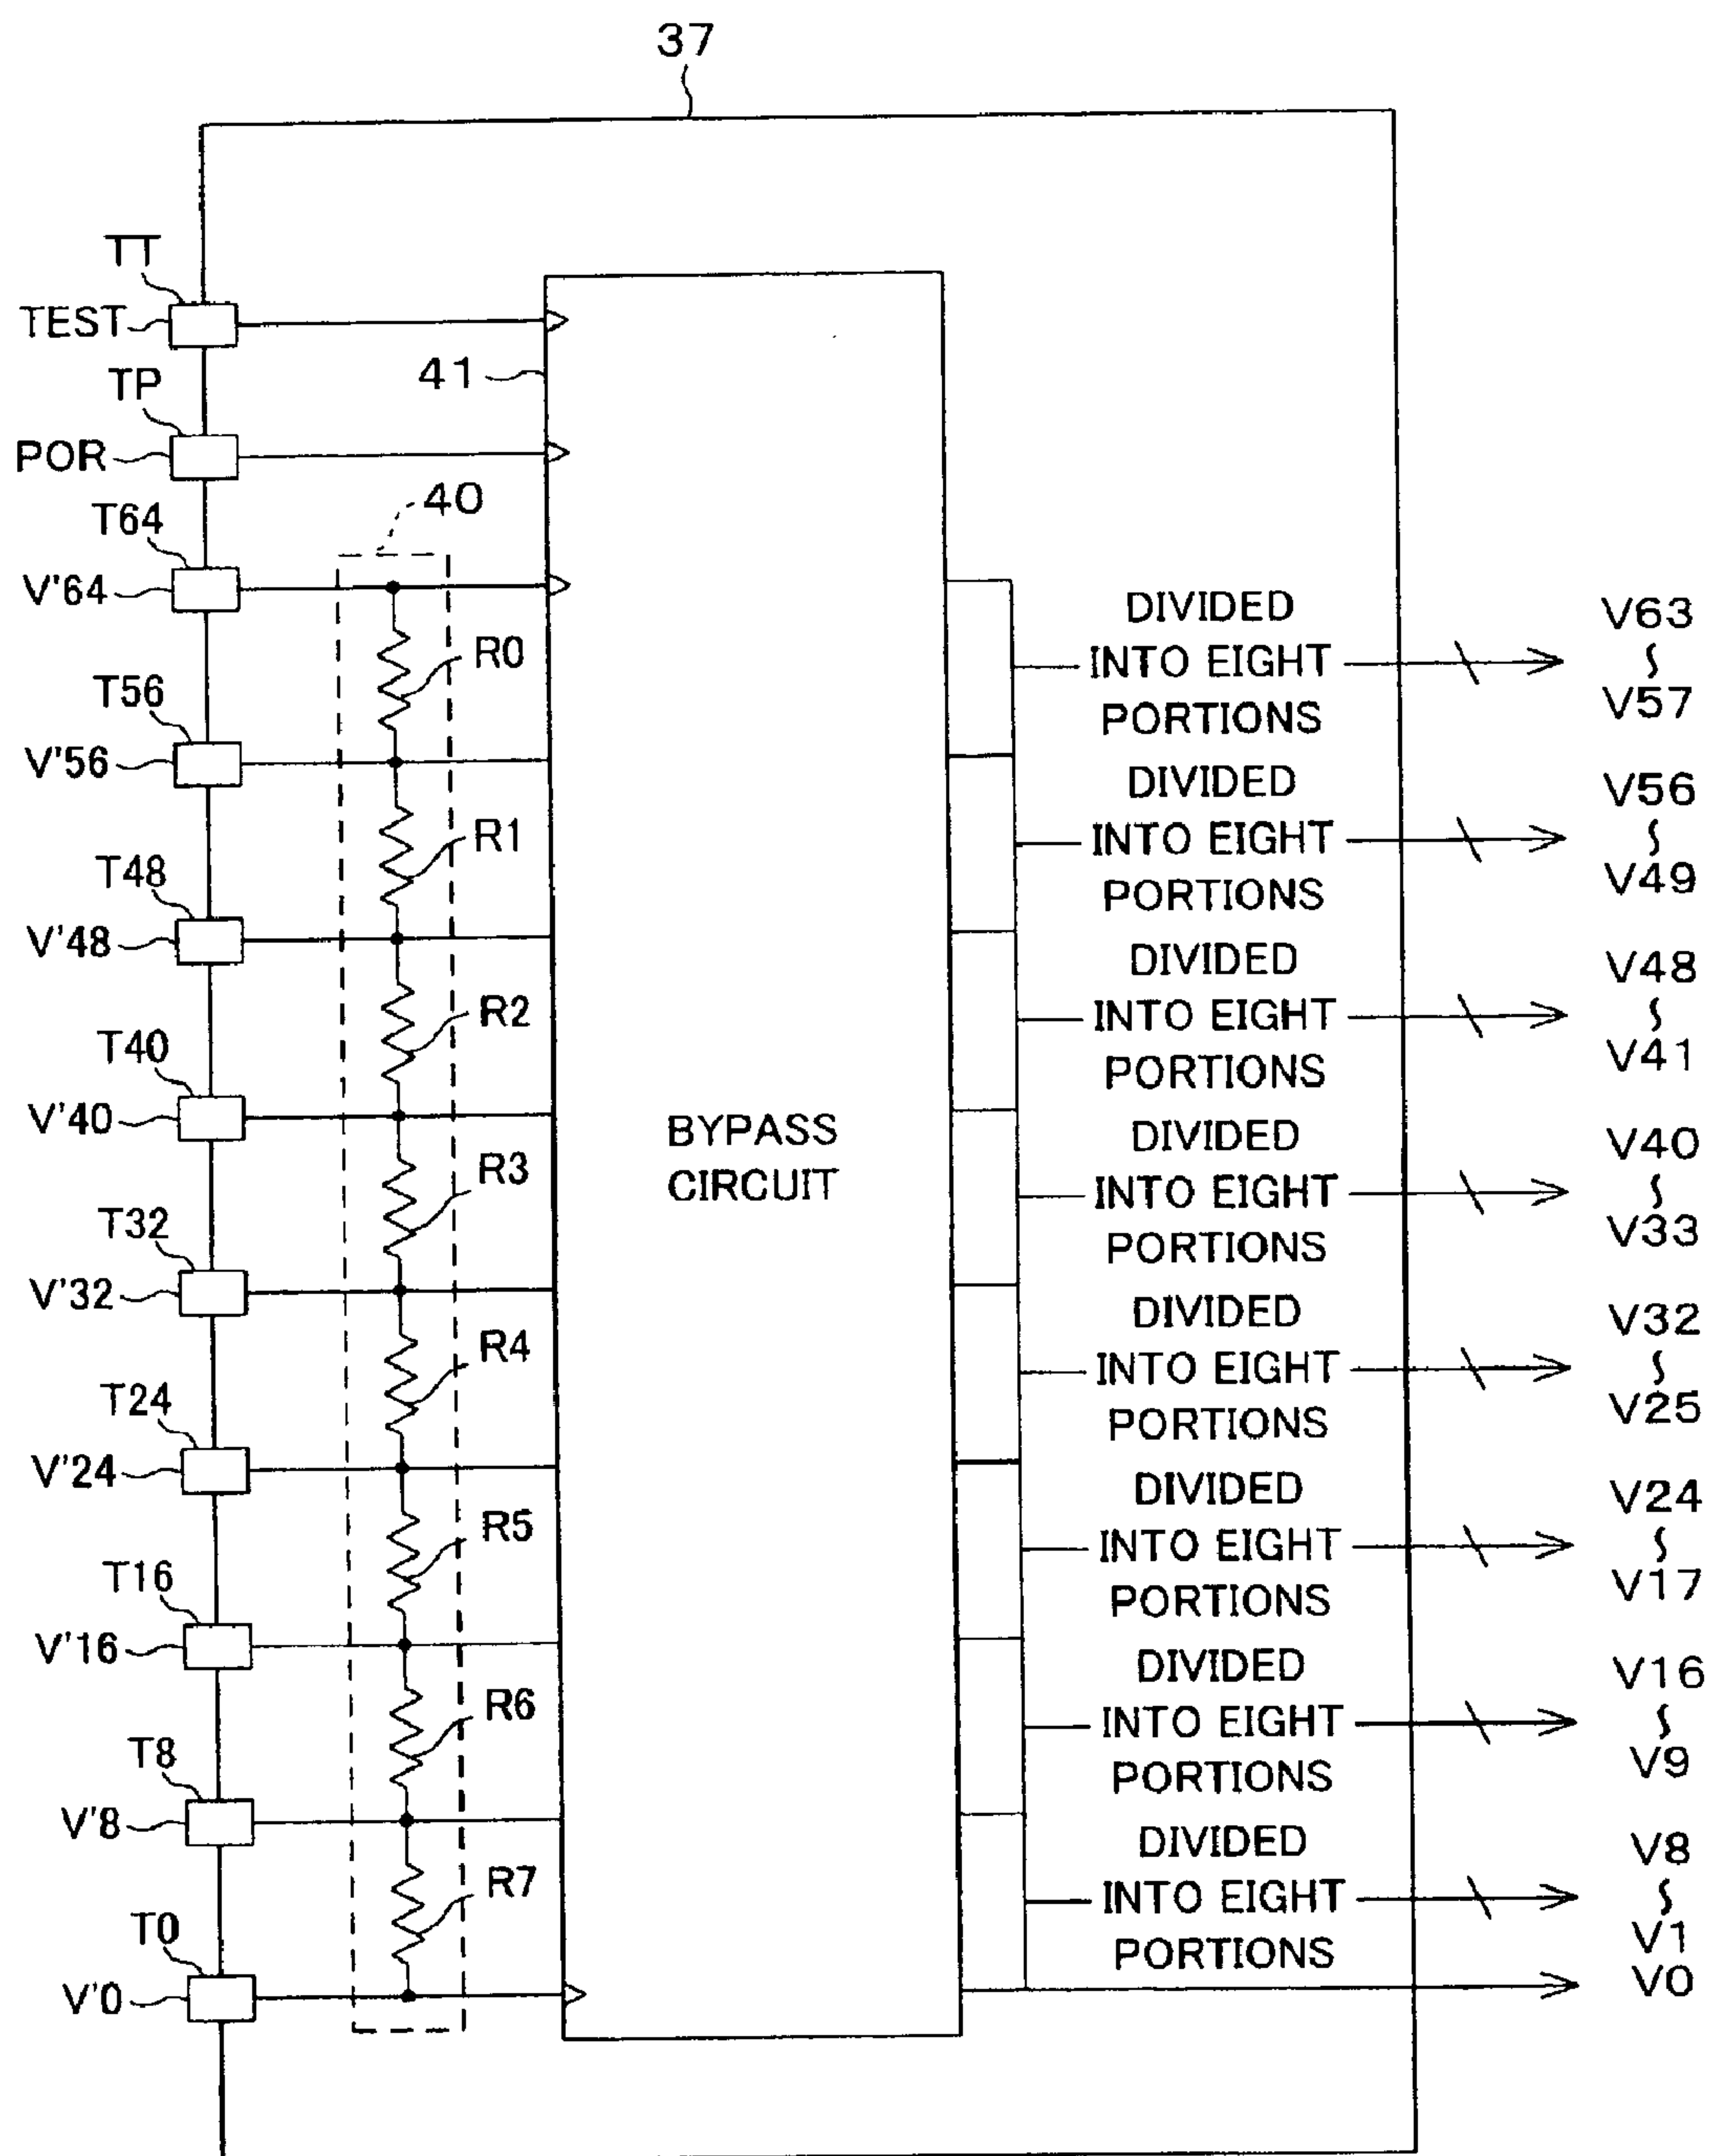 37
TT
TEST
41
TP
POR
40
T64
V'64
R0
T56
V'56
R1
T48
V'48
R2
T40
V'40
R3
T32
V'32
R4
T24
V'24
R5
T16
V'16
R6
T8
V'8
R7
T0
V'0
BYPASS
CIRCUIT
DIVIDED
INTO EIGHT
PORTIONS
V63
V57
DIVIDED
INTO EIGHT
PORTIONS
V56
V49
DIVIDED
INTO EIGHT
PORTIONS
V48
V41
DIVIDED
INTO EIGHT
PORTIONS
V40
V33
DIVIDED
INTO EIGHT
PORTIONS
V32
V25
DIVIDED
INTO EIGHT
PORTIONS
V24
V17
DIVIDED
INTO EIGHT
PORTIONS
V16
V9
DIVIDED
INTO EIGHT
PORTIONS
V8
V1
V0